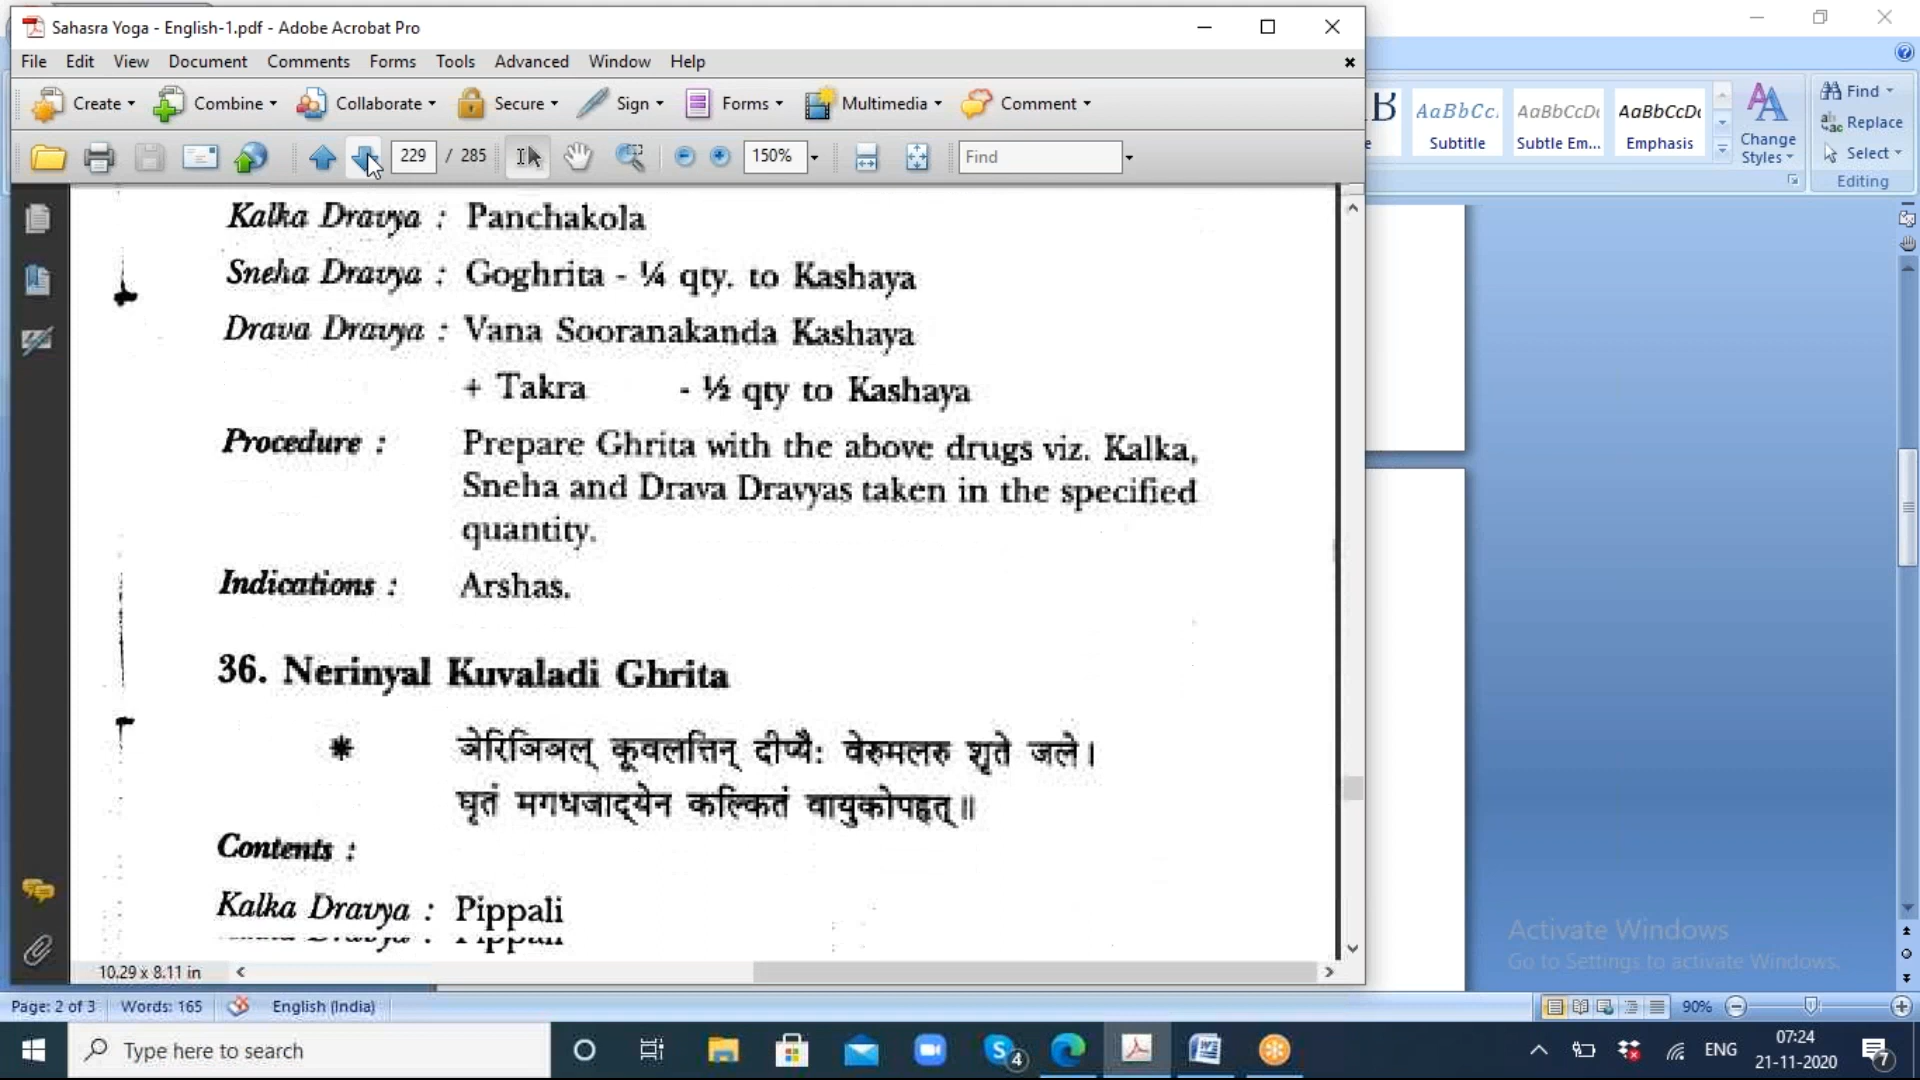 Sahasra Yoga - English-1.pdf - Adobe Acrobat Pro
File Edit View Document Comments Forms Tools Advanced Window Help
Create Combine Collaborate Secure Sign Forms Multimedia Comment
229 / 285 150% Find
AaBbCc. AaBbCcDc AaBbCcDc
Subtitle Subtle Em... Emphasis
Change Styles
Find
Replace
Select
Editing
Kalka Dravya : Panchakola
Sneha Dravya : Goghrita - ¼ qty. to Kashaya
Drava Dravya : Vana Sooranakanda Kashaya
+ Takra - ½ qty to Kashaya
Procedure : Prepare Ghrita with the above drugs viz. Kalka,
Sneha and Drava Dravyas taken in the specified
quantity.
Indications : Arshas.
36. Nerinyal Kuvaladi Ghrita
* ञेरिञिञल् कूवलत्तिन् दीप्यैः वेरुमलरु शृते जले।
घृतं मगधजाद्येन कल्कितं वायुकोपहृत्॥
Contents :
Kalka Dravya : Pippali
10.29 x 8.11 in
Activate Windows
Go to Settings to activate Windows.
Page: 2 of 3 Words: 165 English (India) 90%
Type here to search
4
ENG
07:24
21-11-2020
7